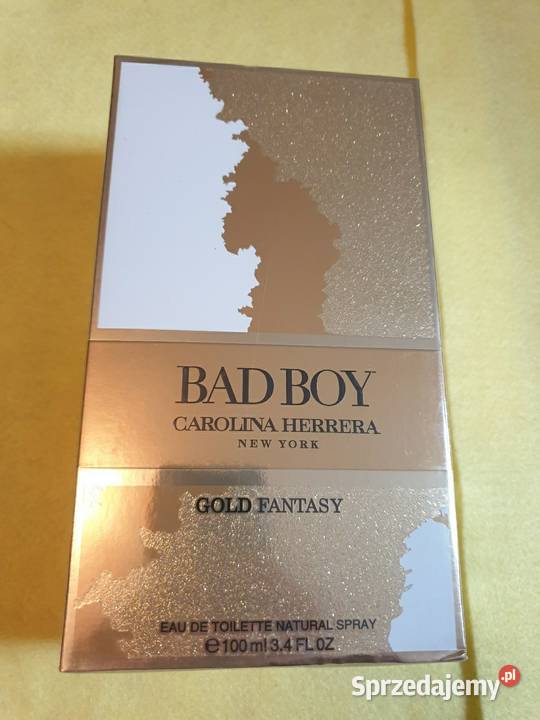 BAD BOY
CAROLINA HERRERA
NEW YORK
GOLD FANTASY
EAU DE TOILETTE NATURAL SPRAY
℮100 ml 3.4 FL OZ
Sprzedajemy.pl